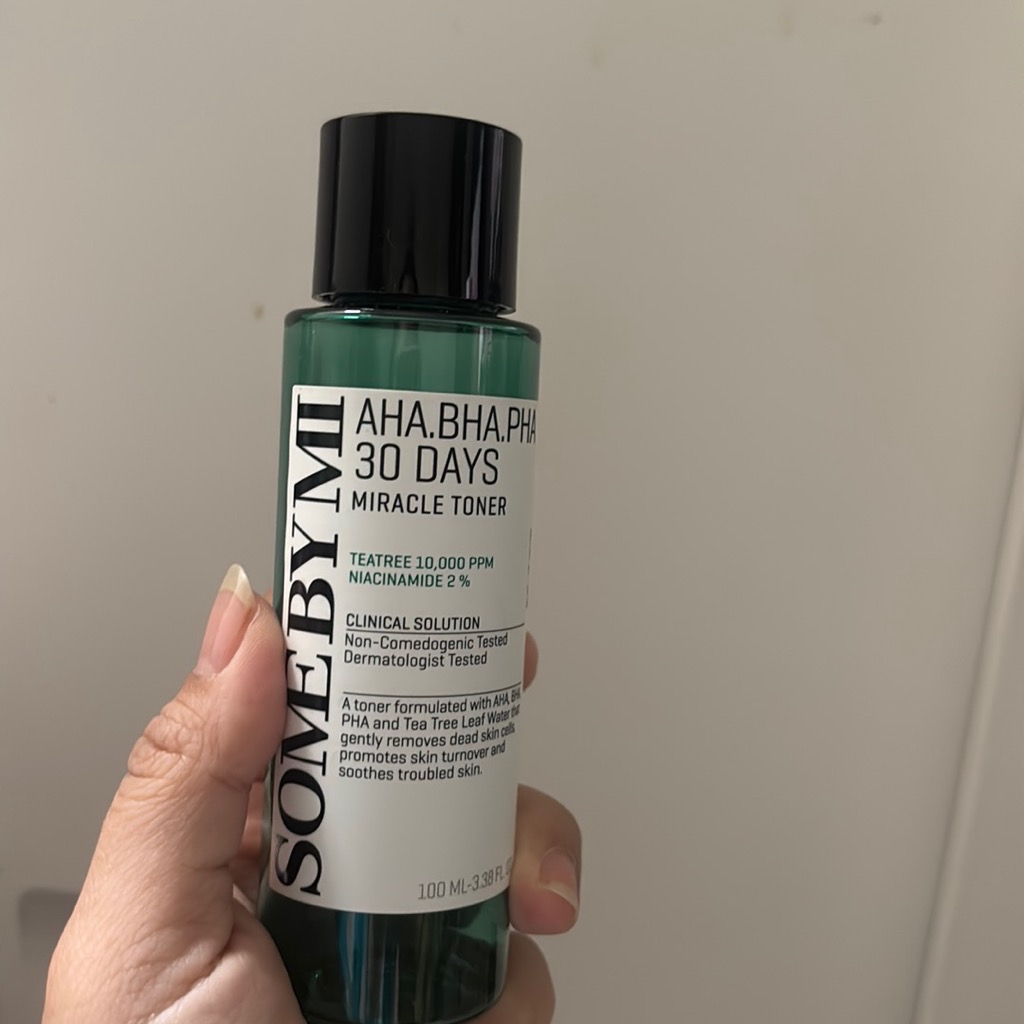 SOMEBYMI
AHA.BHA.PHA
30 DAYS
MIRACLE TONER
TEATREE 10,000 PPM
NIACINAMIDE 2 %
CLINICAL SOLUTION
Non-Comedogenic Tested
Dermatologist Tested
A toner formulated with AHA, BHA,
PHA and Tea Tree Leaf Water that
gently removes dead skin cells,
promotes skin turnover and
soothes troubled skin.
100 ML-3.38 FL